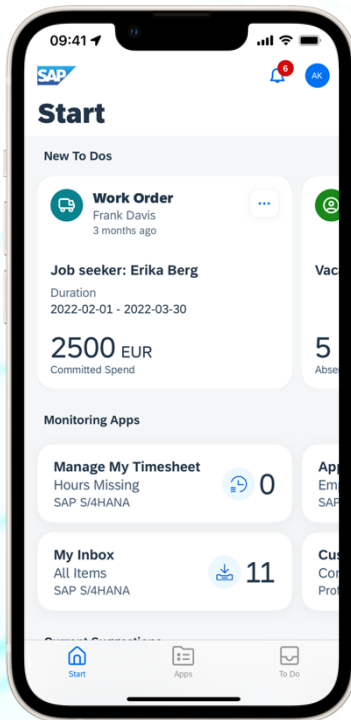 09:41
SAP
6
AK
Start
New To Dos
Work Order
Frank Davis
3 months ago
...
Job seeker: Erika Berg
Duration
2022-02-01 - 2022-03-30
2500 EUR
Committed Spend
Vac
5
Abse
Monitoring Apps
Manage My Timesheet
Hours Missing
SAP S/4HANA
0
App
Em
SAP
My Inbox
All Items
SAP S/4HANA
11
Cus
Cor
Prof
Start
Apps
To Do